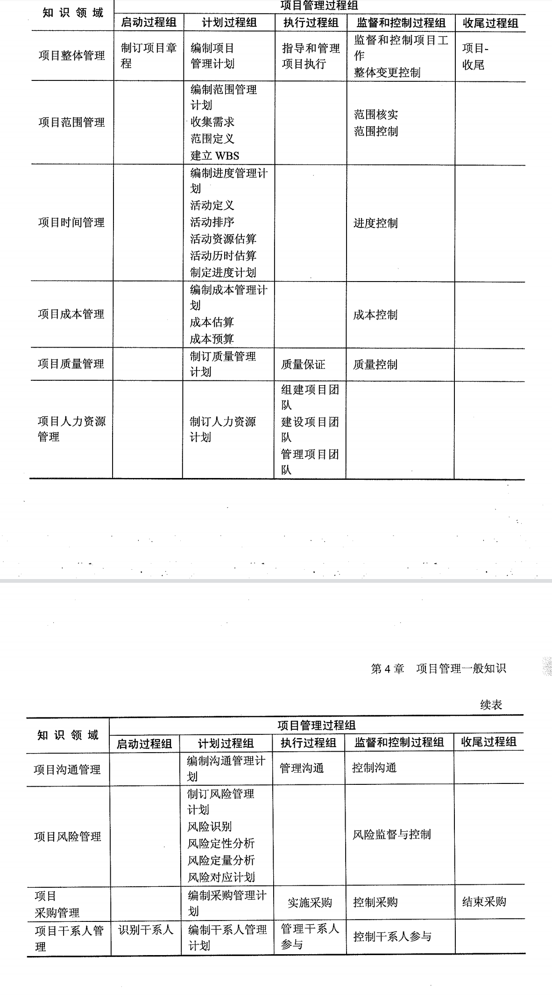 项目管理过程组
知 识 领 域
启动过程组 计划过程组 执行过程组 监督和控制过程组 收尾过程组
项目整体管理
制订项目章
程
编制项目
管理计划
指导和管理
项目执行
监督和控制项目工
作
整体变更控制
项目-
收尾
项目范围管理
编制范围管理
计划
收集需求
范围定义
建立 WBS
范围核实
范围控制
项目时间管理
编制进度管理计
划
活动定义
活动排序
活动资源估算
活动历时估算
制定进度计划
进度控制
项目成本管理
编制成本管理计
划
成本估算
成本预算
成本控制
项目质量管理
制订质量管理
计划
质量保证
质量控制
项目人力资源
管理
制订人力资源
计划
组建项目团
队
建设项目团
队
管理项目团
队
第 4 章 项目管理一般知识
续表
知 识 领 域
项目管理过程组
启动过程组 计划过程组 执行过程组 监督和控制过程组 收尾过程组
项目沟通管理
编制沟通管理计
划
管理沟通
控制沟通
项目风险管理
制订风险管理
计划
风险识别
风险定性分析
风险定量分析
风险对应计划
风险监督与控制
项目
采购管理
编制采购管理计
划
实施采购
控制采购
结束采购
项目干系人管
理
识别干系人
编制干系人管理
计划
管理干系人
参与
控制干系人参与